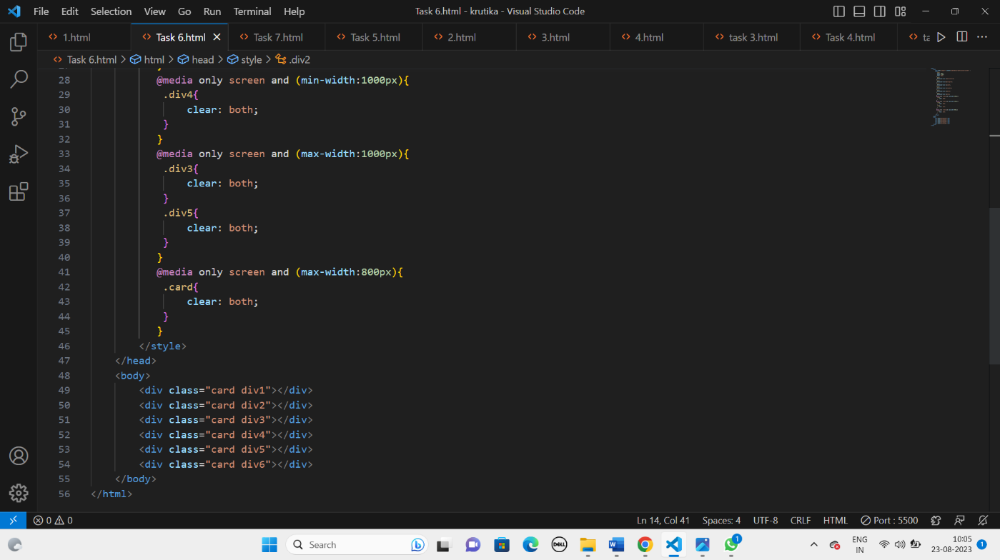 File Edit Selection View Go Run Terminal Help Task 6.html - krutika - Visual Studio Code
1.html Task 6.html Task 7.html Task 5.html 2.html 3.html 4.html task 3.html Task 4.html ta
Task 6.html > html > head > style > .div2
28 @media only screen and (min-width:1000px){
29 .div4{
30 clear: both;
31 }
32 }
33 @media only screen and (max-width:1000px){
34 .div3{
35 clear: both;
36 }
37 .div5{
38 clear: both;
39 }
40 }
41 @media only screen and (max-width:800px){
42 .card{
43 clear: both;
44 }
45 }
46 </style>
47 </head>
48 <body>
49 <div class="card div1"></div>
50 <div class="card div2"></div>
51 <div class="card div3"></div>
52 <div class="card div4"></div>
53 <div class="card div5"></div>
54 <div class="card div6"></div>
55 </body>
56 </html>
0 0 Ln 14, Col 41 Spaces: 4 UTF-8 CRLF HTML Port : 5500
Search DELL W 1 ENG 10:05 1
IN 23-08-2023